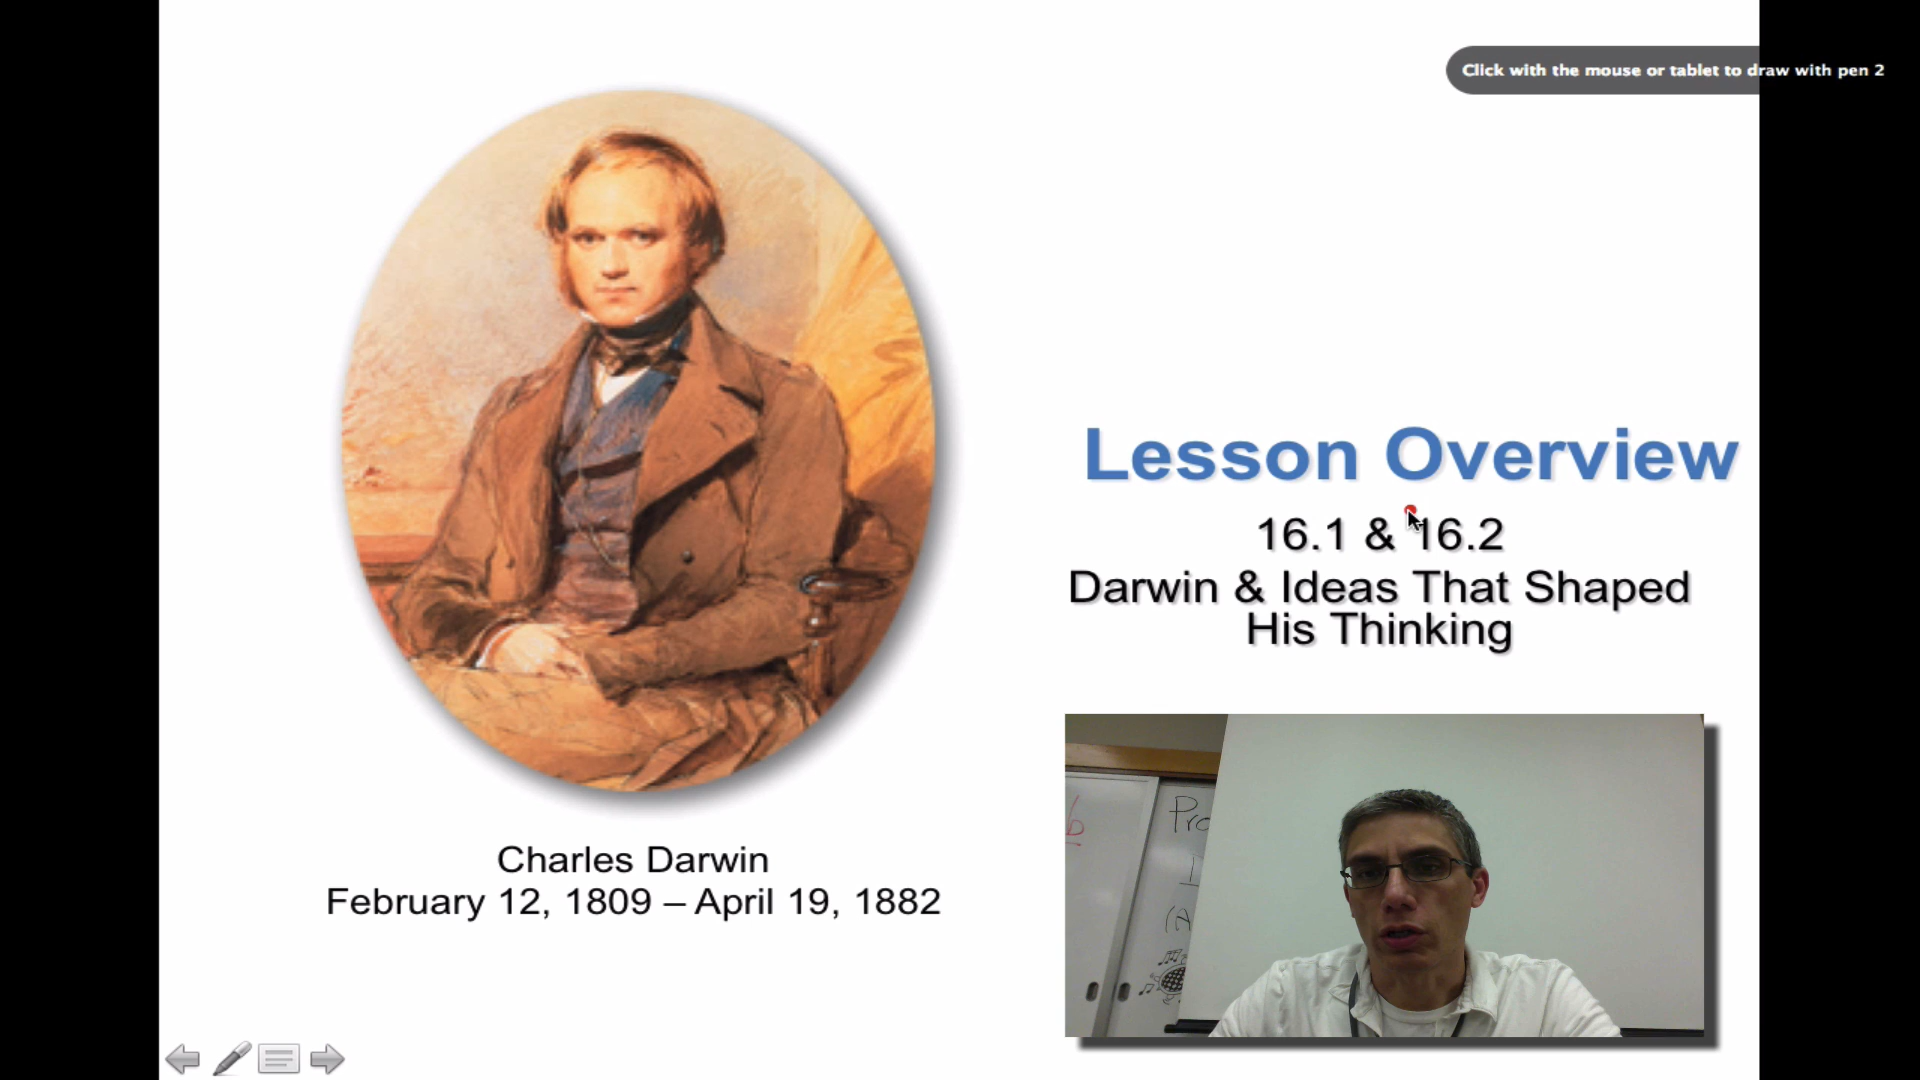 Click with the mouse or tablet to draw with pen 2
Lesson Overview
16.1 & 16.2
Darwin & Ideas That Shaped
His Thinking
Charles Darwin
February 12, 1809 – April 19, 1882
b
Pro
(A